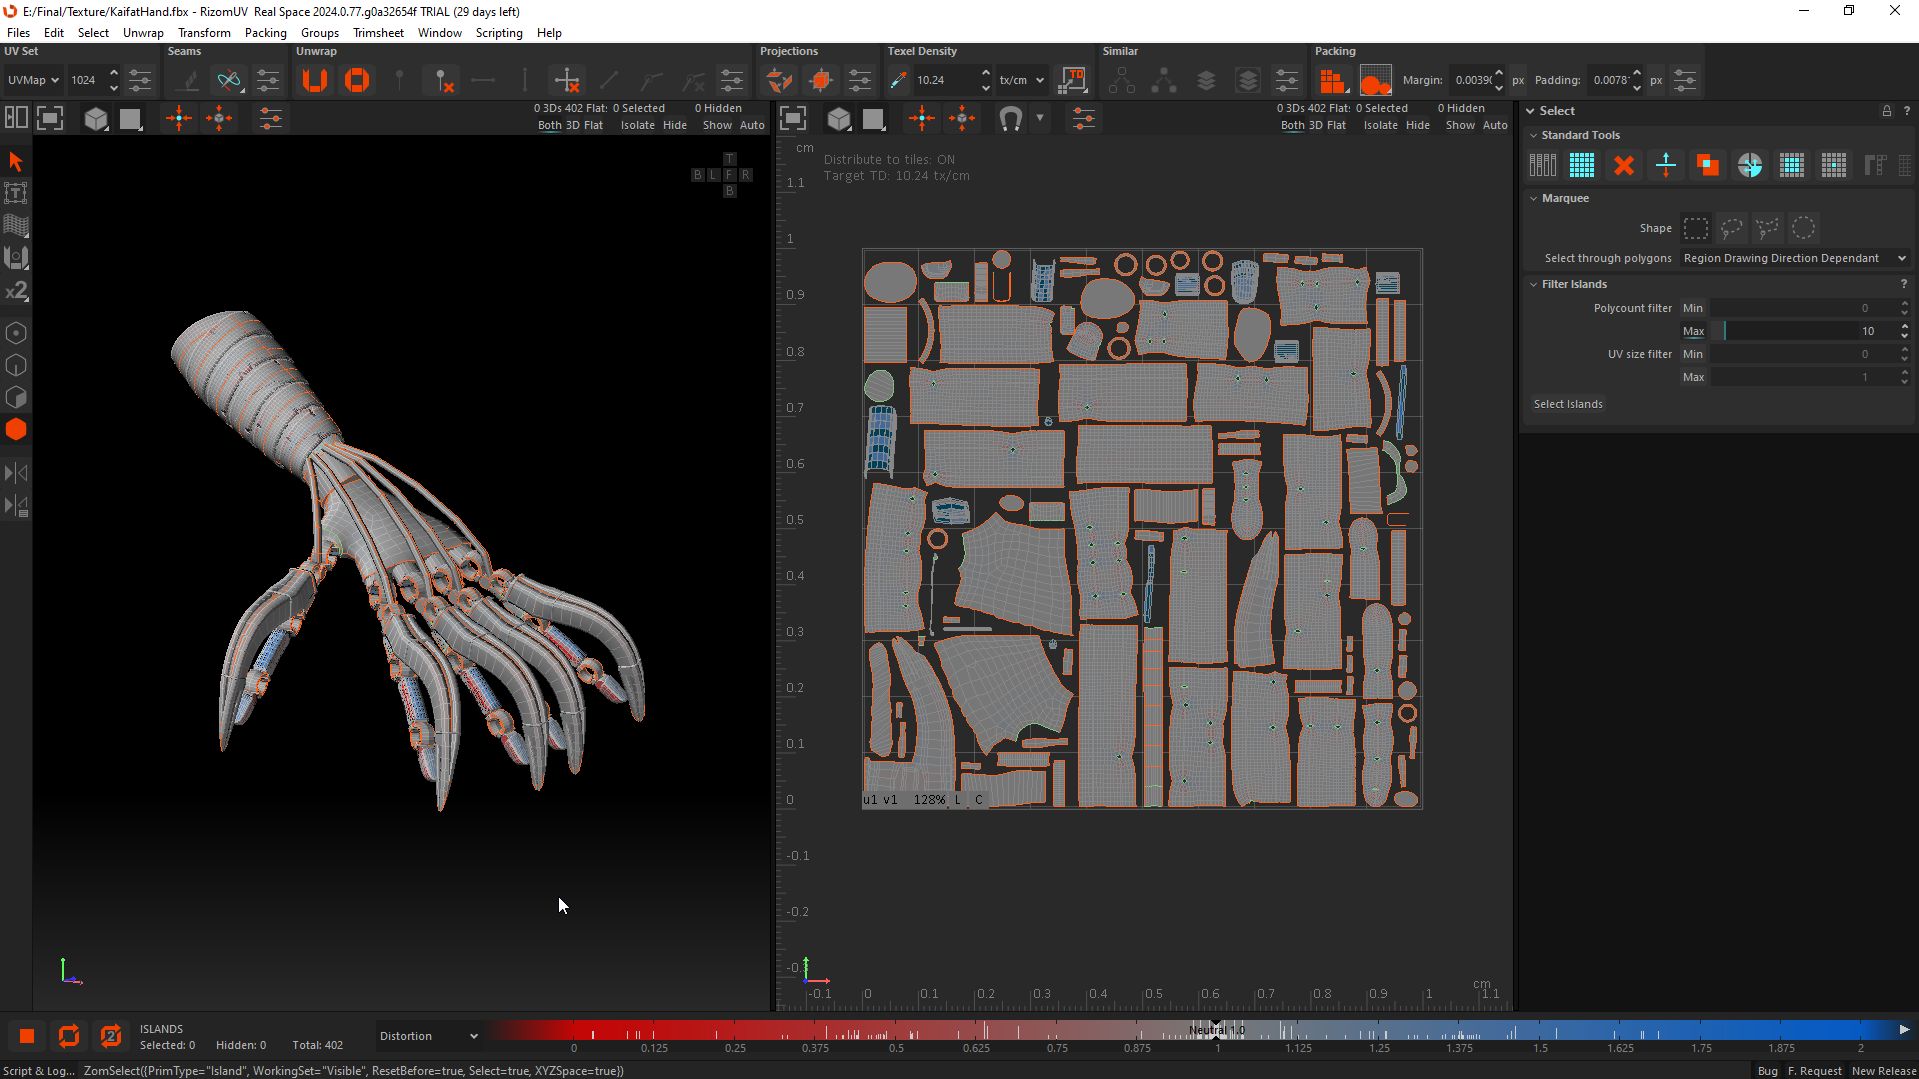 E:/Final/Texture/KaifatHand.fbx - RizomUV Real Space 2024.0.77.g0a32654f TRIAL (29 days left)
Files Edit Select Unwrap Transform Packing Groups Trimsheet Window Scripting Help
UV Set Seams Unwrap Projections Texel Density Similar Packing
UVMap 1024 10.24 tx/cm TD Margin: 0.0039 px Padding: 0.0078 px
0 3Ds 402 Flat: 0 Selected 0 Hidden
Both 3D Flat Isolate Hide Show Auto
0 3Ds 402 Flat: 0 Selected 0 Hidden
Both 3D Flat Isolate Hide Show Auto
T
B L F R
B
x2
cm
Distribute to tiles: ON
Target TD: 10.24 tx/cm
1.1
1
0.9
0.8
0.7
0.6
0.5
0.4
0.3
0.2
0.1
0
-0.1
-0.2
u1 v1 128% L C
cm
-0.1 0 0.1 0.2 0.3 0.4 0.5 0.6 0.7 0.8 0.9 1 1.1
Select ?
Standard Tools
Marquee
Shape
Select through polygons Region Drawing Direction Dependant
Filter Islands ?
Polycount filter Min 0
Max 10
UV size filter Min 0
Max 1
Select Islands
ISLANDS
Selected: 0 Hidden: 0 Total: 402
Distortion
Neutral 1.0
0 0.125 0.25 0.375 0.5 0.625 0.75 0.875 1 1.125 1.25 1.375 1.5 1.625 1.75 1.875 2
Script & Log... ZomSelect({PrimType="Island", WorkingSet="Visible", ResetBefore=true, Select=true, XYZSpace=true})
Bug F. Request New Release